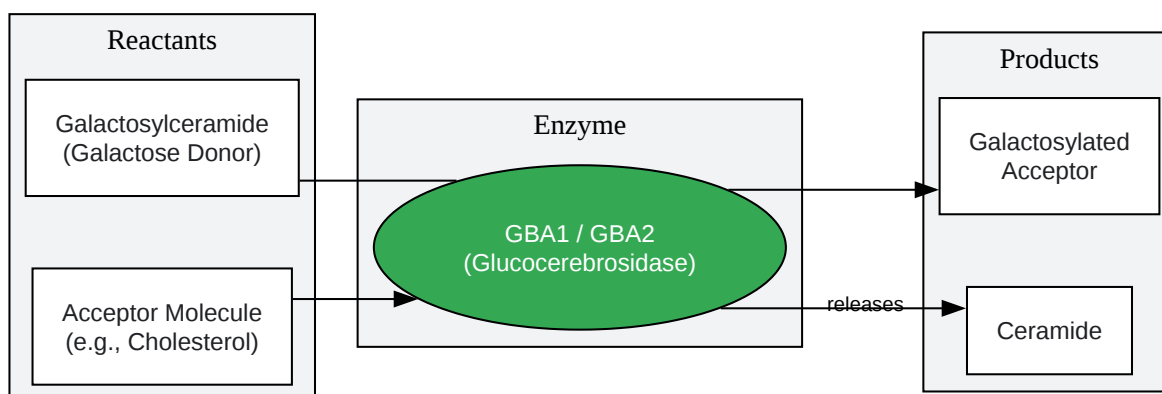 Reactants
Galactosylceramide
(Galactose Donor)
Acceptor Molecule
(e.g., Cholesterol)
Enzyme
GBA1 / GBA2
(Glucocerebrosidase)
releases
Products
Galactosylated
Acceptor
Ceramide